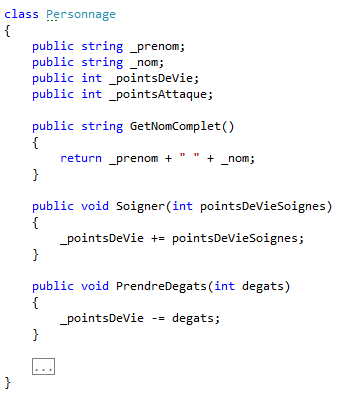 class Personnage
{
    public string _prenom;
    public string _nom;
    public int _pointsDeVie;
    public int _pointsAttaque;

    public string GetNomComplet()
    {
        return _prenom + " " + _nom;
    }

    public void Soigner(int pointsDeVieSoignes)
    {
        _pointsDeVie += pointsDeVieSoignes;
    }

    public void PrendreDegats(int degats)
    {
        _pointsDeVie -= degats;
    }

    ...
}